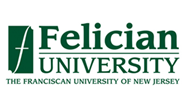 Felician
UNIVERSITY
THE FRANCISCAN UNIVERSITY OF NEW JERSEY